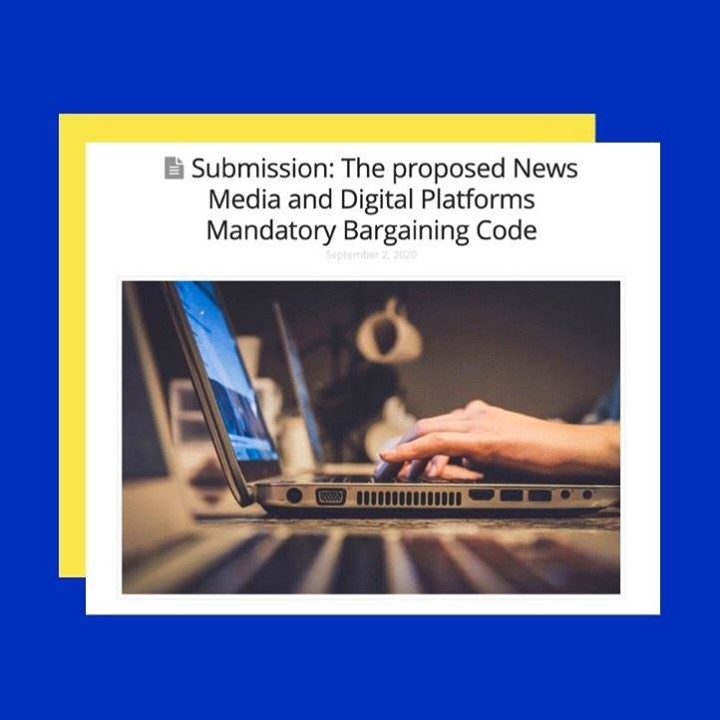 Submission: The proposed News
Media and Digital Platforms
Mandatory Bargaining Code
September 2, 2020